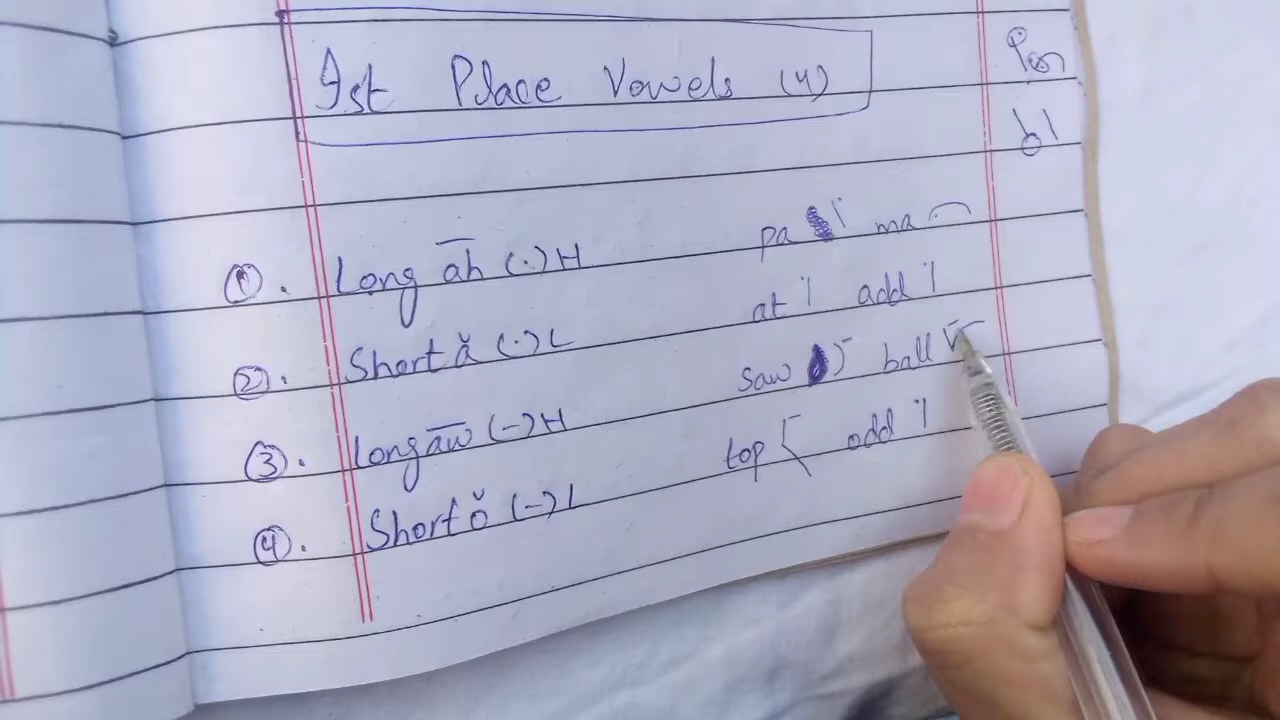 Ist Place Vowels (4)
①. Long āh (·) H pa ma
②. Short ă (·) L at add
③. Long āw (–) H saw ball
④. Short ŏ (–) L top odd